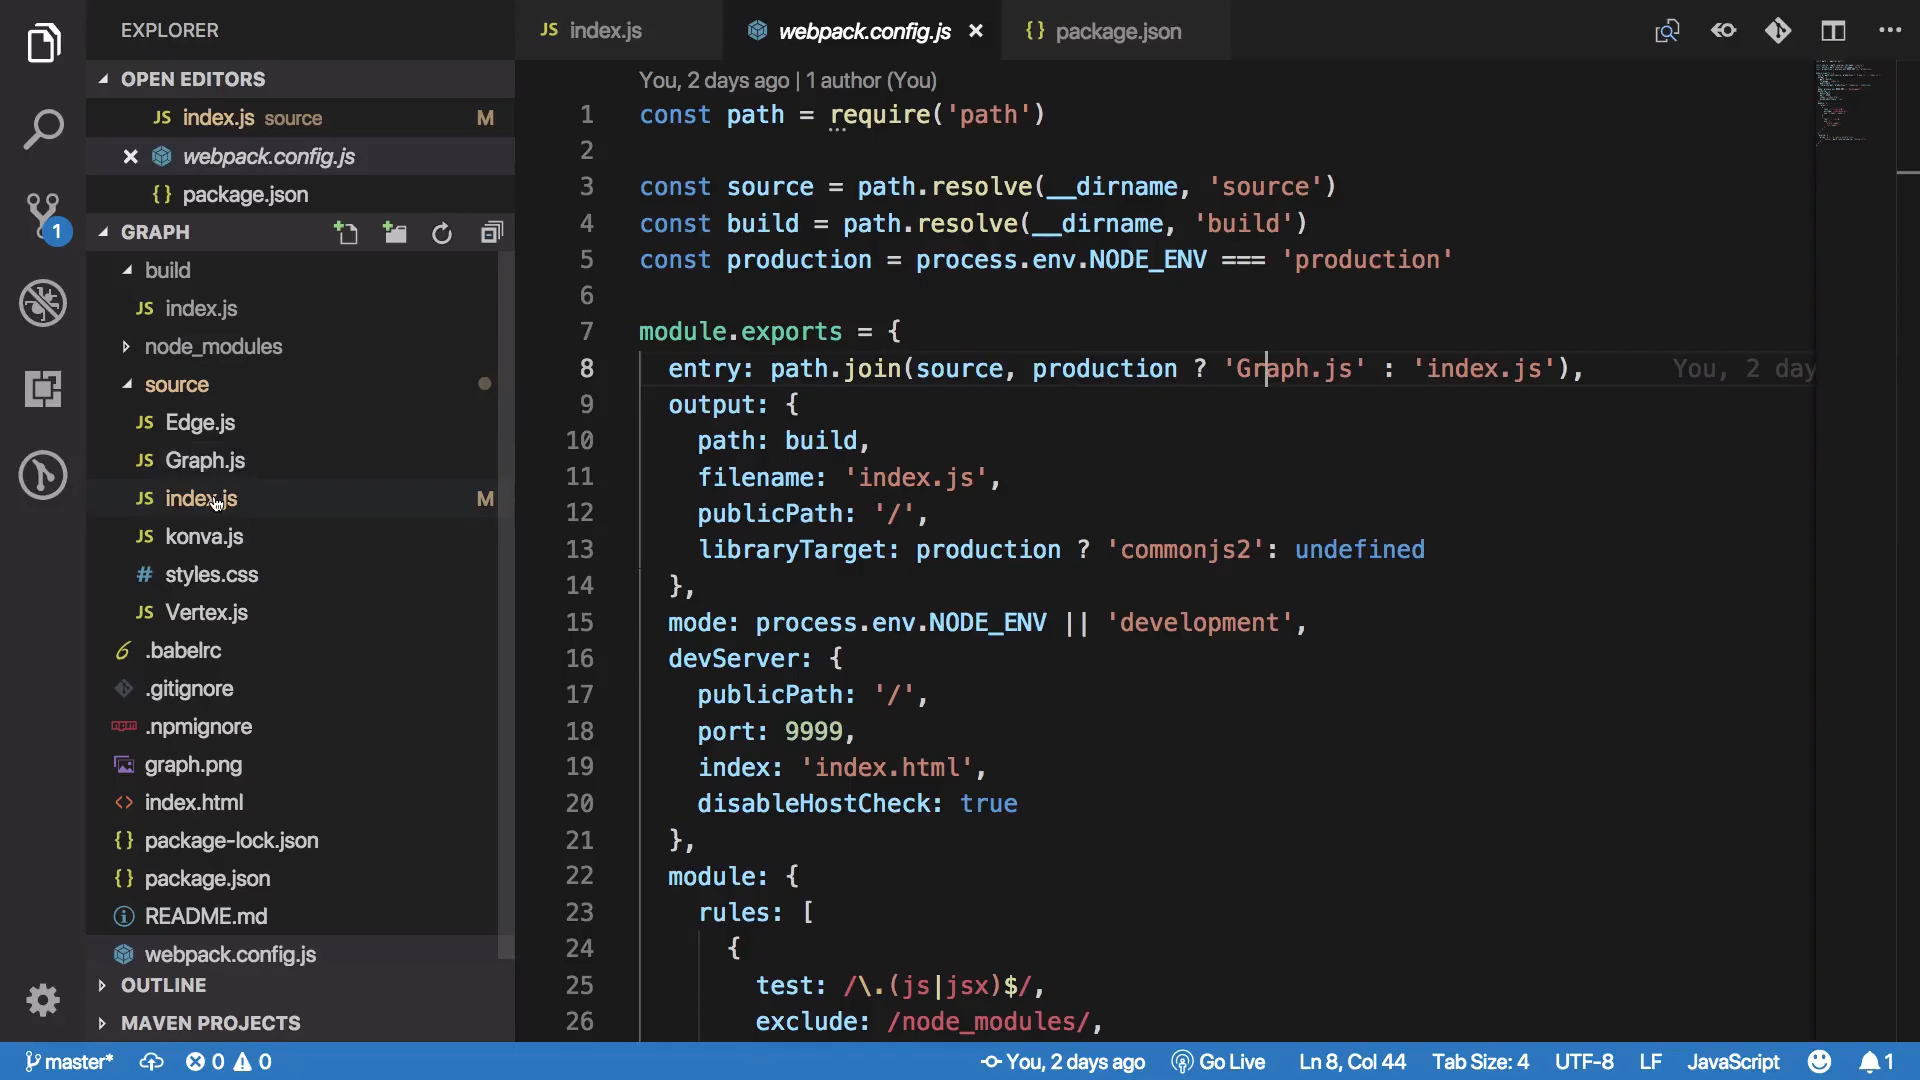 EXPLORER
OPEN EDITORS
JS index.js source M
webpack.config.js
{} package.json
GRAPH
1
build
JS index.js
node_modules
source
JS Edge.js
JS Graph.js
JS index.js M
JS konva.js
# styles.css
JS Vertex.js
.babelrc
.gitignore
npm .npmignore
graph.png
<> index.html
{} package-lock.json
{} package.json
README.md
webpack.config.js
OUTLINE
MAVEN PROJECTS
JS index.js
webpack.config.js
{} package.json
You, 2 days ago | 1 author (You)
1 const path = require('path')
2
3 const source = path.resolve(__dirname, 'source')
4 const build = path.resolve(__dirname, 'build')
5 const production = process.env.NODE_ENV === 'production'
6
7 module.exports = {
8 entry: path.join(source, production ? 'Graph.js' : 'index.js'), You, 2 day
9 output: {
10 path: build,
11 filename: 'index.js',
12 publicPath: '/',
13 libraryTarget: production ? 'commonjs2': undefined
14 },
15 mode: process.env.NODE_ENV || 'development',
16 devServer: {
17 publicPath: '/',
18 port: 9999,
19 index: 'index.html',
20 disableHostCheck: true
21 },
22 module: {
23 rules: [
24 {
25 test: /\.(js|jsx)$/,
26 exclude: /node_modules/,
master* 0 0 You, 2 days ago Go Live Ln 8, Col 44 Tab Size: 4 UTF-8 LF JavaScript 1